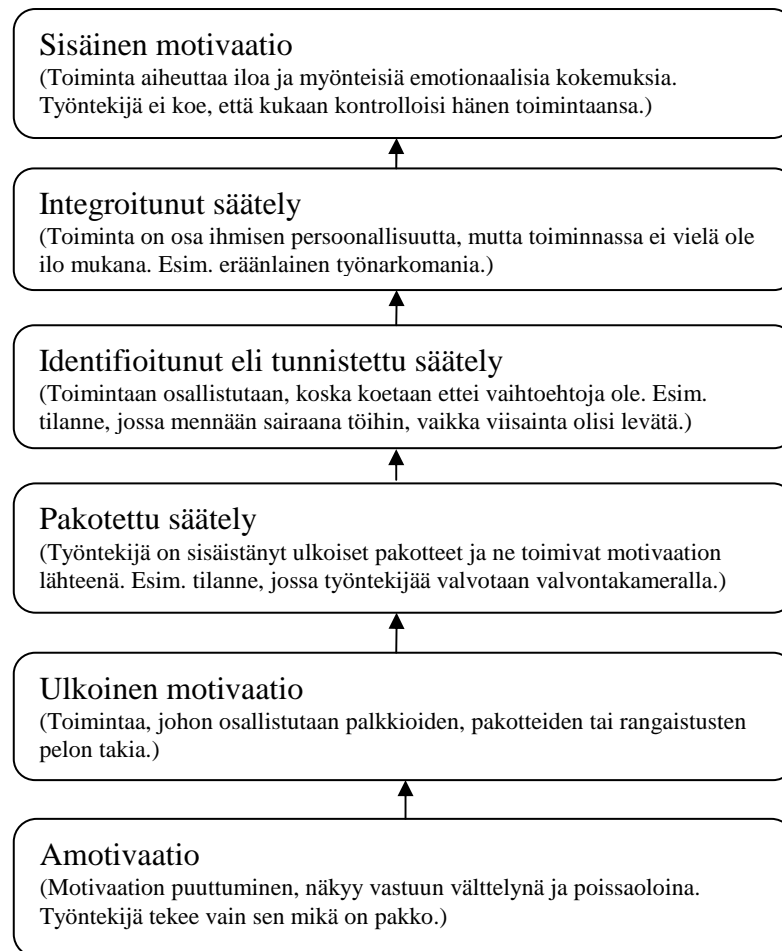 Sisäinen motivaatio
(Toiminta aiheuttaa iloa ja myönteisiä emotionaalisia kokemuksia.
Työntekijä ei koe, että kukaan kontrolloisi hänen toimintaansa.)
Integroitunut säätely
(Toiminta on osa ihmisen persoonallisuutta, mutta toiminnassa ei vielä ole
ilo mukana. Esim. eräänlainen työnarkomania.)
Identifioitunut eli tunnistettu säätely
(Toimintaan osallistutaan, koska koetaan ettei vaihtoehtoja ole. Esim.
tilanne, jossa mennään sairaana töihin, vaikka viisainta olisi levätä.)
Pakotettu säätely
(Työntekijä on sisäistänyt ulkoiset pakotteet ja ne toimivat motivaation
lähteenä. Esim. tilanne, jossa työntekijää valvotaan valvontakameralla.)
Ulkoinen motivaatio
(Toimintaa, johon osallistutaan palkkioiden, pakotteiden tai rangaistusten
pelon takia.)
Amotivaatio
(Motivaation puuttuminen, näkyy vastuun välttelynä ja poissaoloina.
Työntekijä tekee vain sen mikä on pakko.)